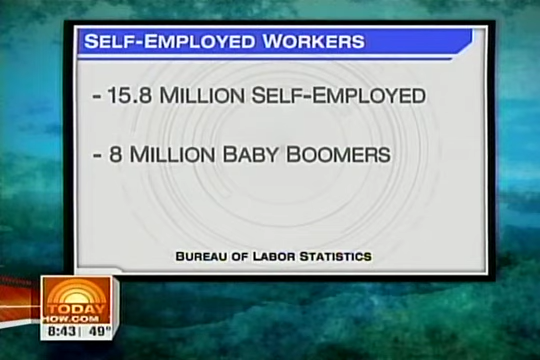 SELF-EMPLOYED WORKERS
- 15.8 MILLION SELF-EMPLOYED
- 8 MILLION BABY BOOMERS
BUREAU OF LABOR STATISTICS
TODAY
HOW.COM
8:43 49°